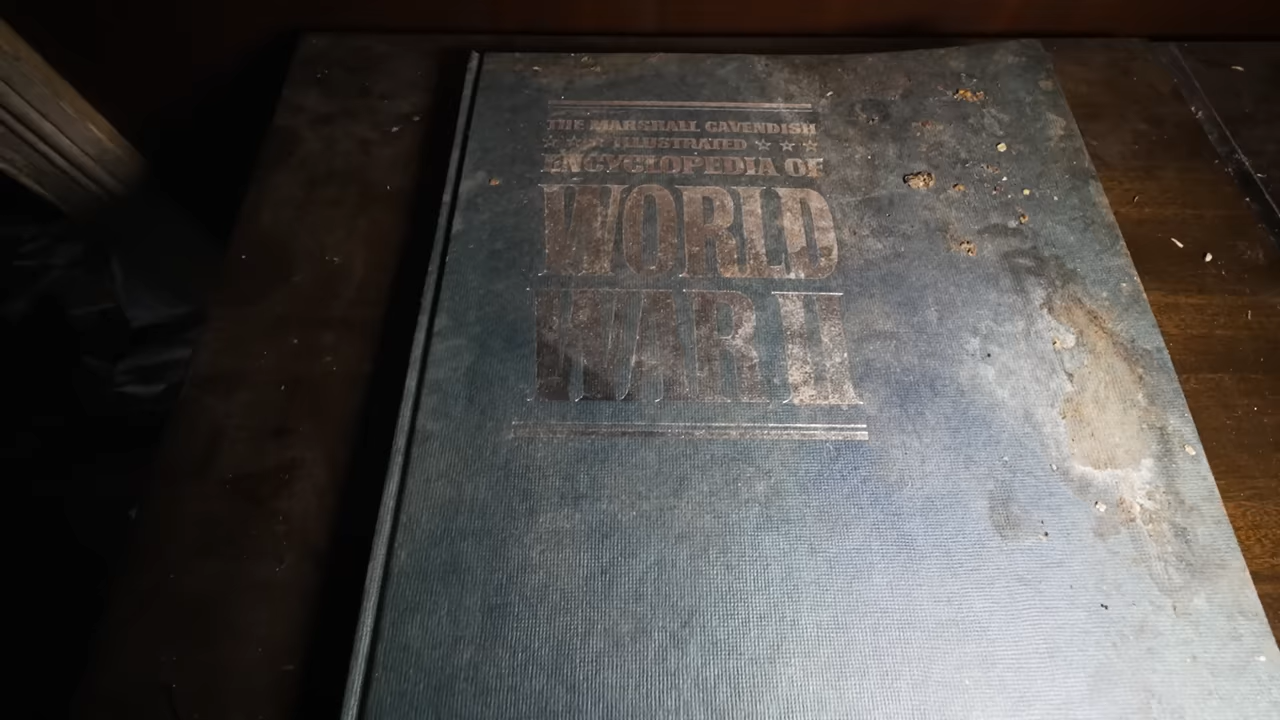 THE MARSHALL CAVENDISH
☆ ☆ ☆ ILLUSTRATED ☆ ☆ ☆
ENCYCLOPEDIA OF
WORLD
WAR II